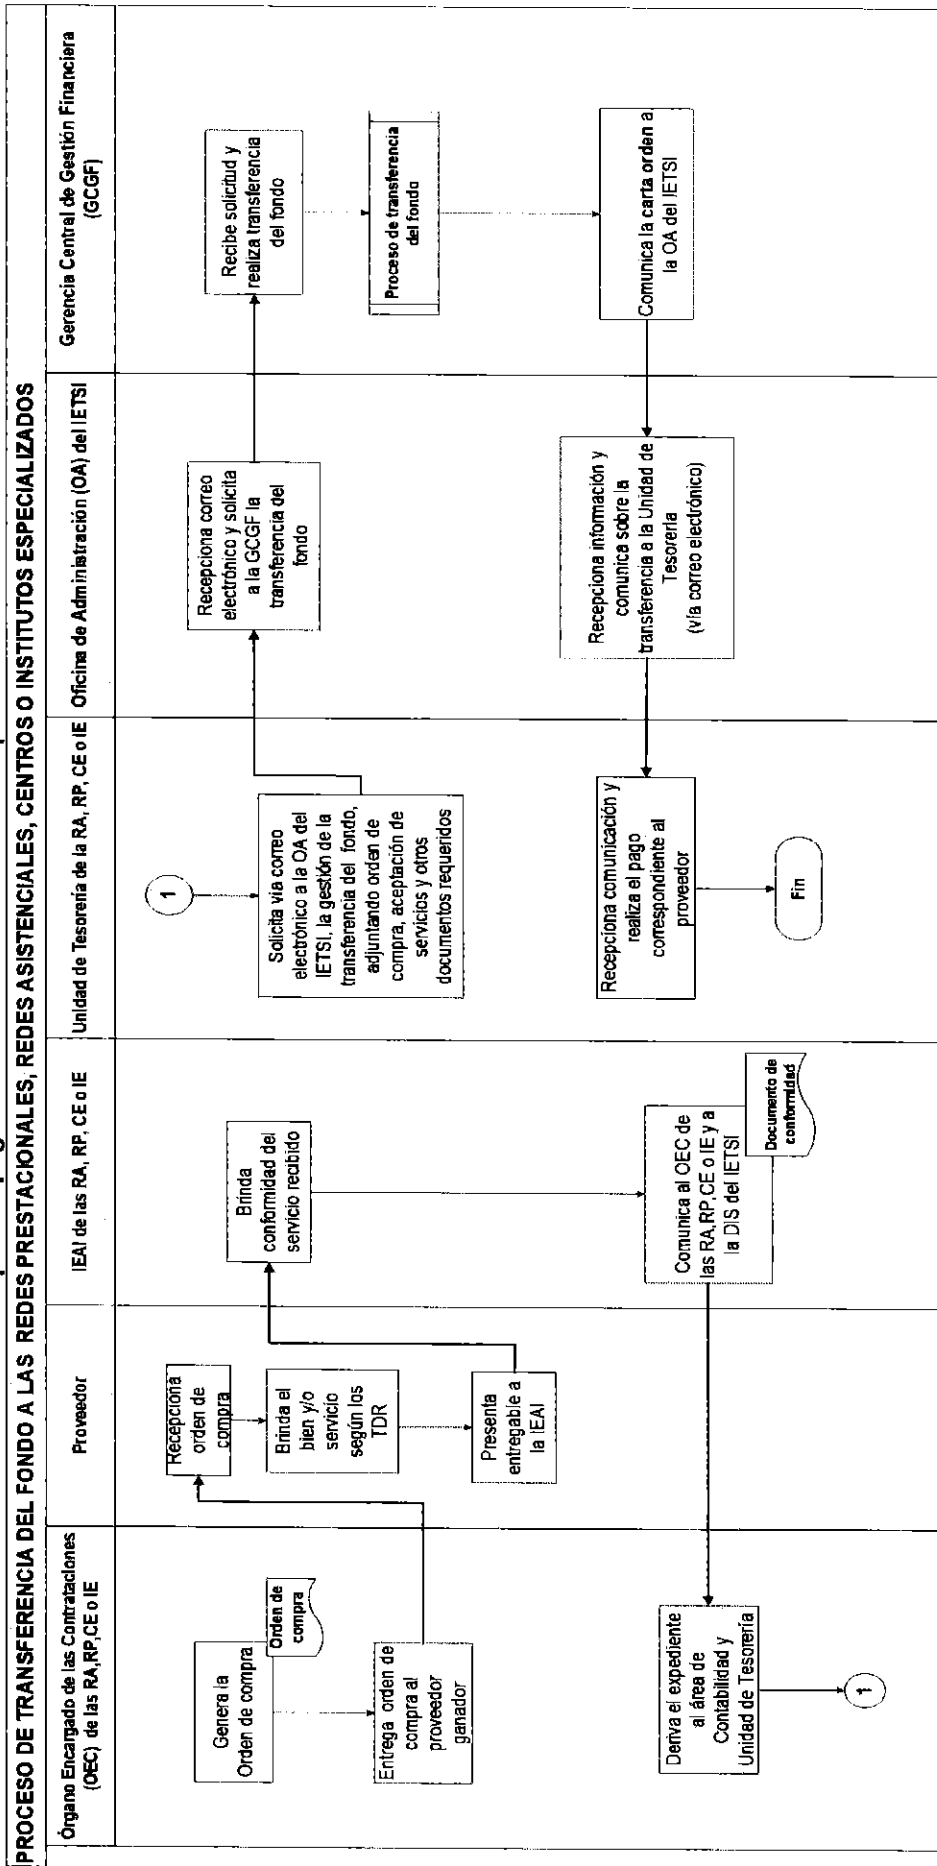 PROCESO DE TRANSFERENCIA DEL FONDO A LAS REDES PRESTACIONALES, REDES ASISTENCIALES, CENTROS O INSTITUTOS ESPECIALIZADOS
Órgano Encargado de las Contrataciones
(OEC) de las RA,RP,CE o IE
Proveedor
IEAI de las RA, RP, CE o IE
Unidad de Tesorería de la RA, RP, CE o IE
Oficina de Administración (OA) del IETSI
Gerencia Central de Gestión Financiera
(GCGF)
Genera la
Orden de compra
Orden de
compra
Entrega orden de
compra al
proveedor
ganador
Recepciona
orden de
compra
Brinda el
bien y/o
servicio
según los
TDR
Presenta
entregable a
la IEAI
Brinda
conformidad del
servicio recibido
Comunica al OEC de
las RA,RP,CE o IE y a
la DIS del IETSI
Documento de
conformidad
Deriva el expediente
al área de
Contabilidad y
Unidad de Tesorería
1
1
Solicita vía correo
electrónico a la OA del
IETSI, la gestión de la
transferencia del fondo,
adjuntando orden de
compra, aceptación de
servicios y otros
documentos requeridos
Recepciona correo
electrónico y solicita
a la GCGF la
transferencia del
fondo
Recibe solicitud y
realiza transferencia
del fondo
Proceso de transferencia
del fondo
Comunica la carta orden a
la OA del IETSI
Recepciona información y
comunica sobre la
transferencia a la Unidad de
Tesorería
(vía correo electrónico)
Recepciona comunicación y
realiza el pago
correspondiente al
proveedor
Fin